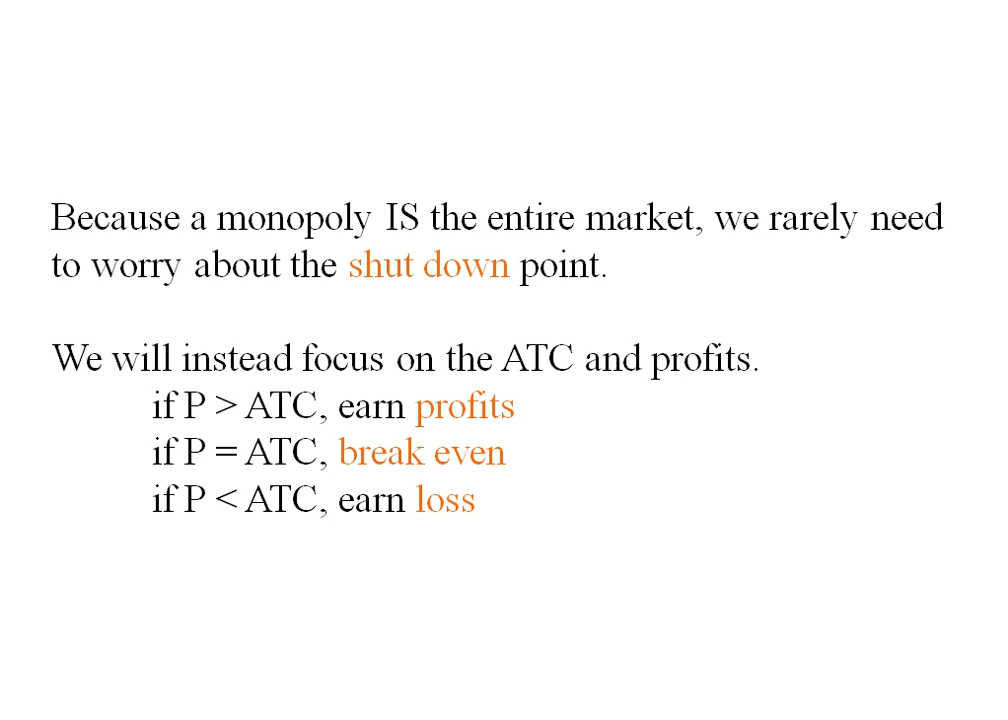 Because a monopoly IS the entire market, we rarely need
to worry about the shut down point.
We will instead focus on the ATC and profits.
if P > ATC, earn profits
if P = ATC, break even
if P < ATC, earn loss